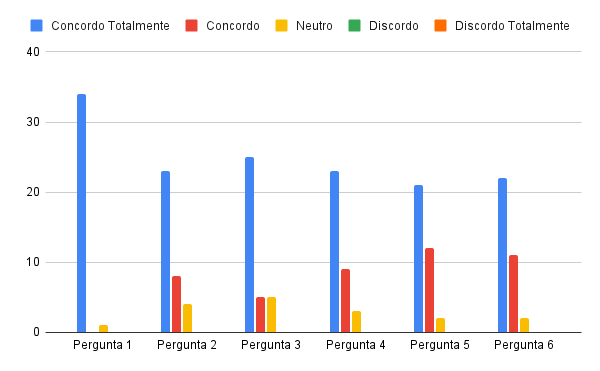 Concordo Totalmente Concordo Neutro Discordo Discordo Totalmente
40
30
20
10
0
Pergunta 1 Pergunta 2 Pergunta 3 Pergunta 4 Pergunta 5 Pergunta 6